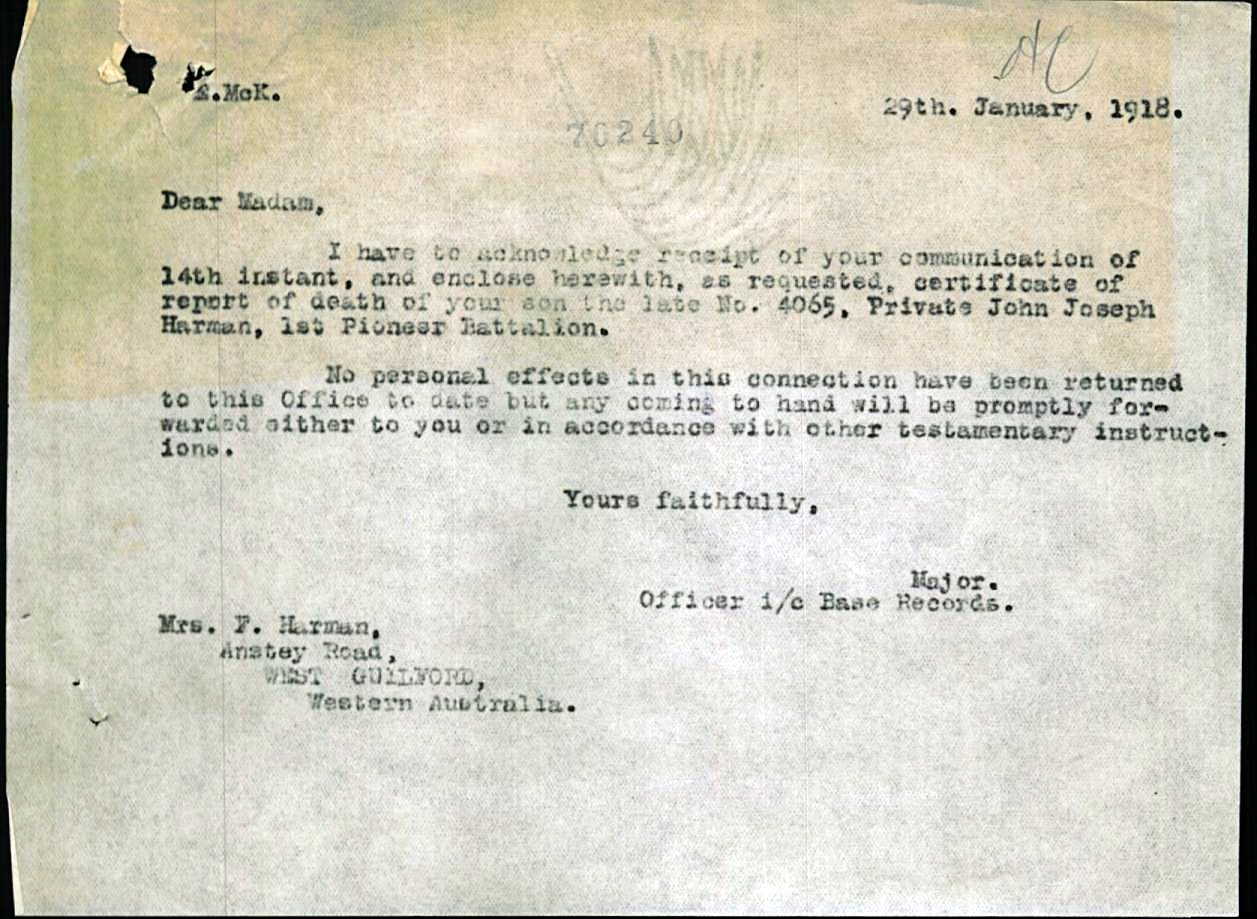 .McK.
29th. January, 1918.
70240
Dear Madam,
I have to acknowledge receipt of your communication of
14th instant, and enclose herewith, as requested, certificate of
report of death of your son the late No. 4065, Private John Joseph
Harman, 1st Pioneer Battalion.
No personal effects in this connection have been returned
to this Office to date but any coming to hand will be promptly for-
warded either to you or in accordance with other testamentary instruct-
ions.
Yours faithfully,
Major.
Officer i/c Base Records.
Mrs. F. Harman,
Anstey Road,
WEST GUILFORD,
Western Australia.